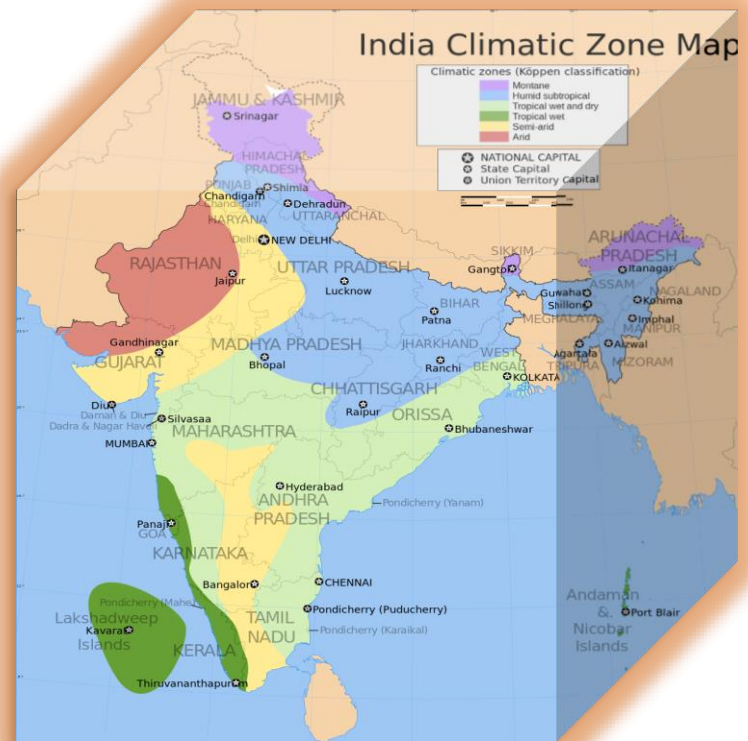 India Climatic Zone Map
Climatic zones (Köppen classification)
Montane
Humid subtropical
Tropical wet and dry
Tropical wet
Semi-arid
Arid
NATIONAL CAPITAL
State Capital
Union Territory Capital
JAMMU & KASHMIR
Srinagar
HIMACHAL
PRADESH
PUNJAB
Shimla
Chandigarh
Chandigarh
Dehradun
HARYANA
UTTARANCHAL
Delhi
NEW DELHI
RAJASTHAN
Jaipur
UTTAR PRADESH
Lucknow
SIKKIM
Gangtok
ARUNACHAL
PRADESH
Itanagar
ASSAM
Guwahati
NAGALAND
Shillong
Kohima
MEGHALAYA
Imphal
MANIPUR
BIHAR
Patna
Gandhinagar
GUJARAT
MADHYA PRADESH
Bhopal
JHARKHAND
Ranchi
WEST
BENGAL
KOLKATA
Agartala
TRIPURA
Aizwal
MIZORAM
CHHATTISGARH
Raipur
ORISSA
Bhubaneshwar
Diu
Daman & Diu
Dadra & Nagar Haveli
Silvasaa
MUMBAI
MAHARASHTRA
Hyderabad
ANDHRA
PRADESH
Pondicherry (Yanam)
Panaji
GOA
KARNATAKA
Bangalore
CHENNAI
Pondicherry (Mahe)
Pondicherry (Puducherry)
Lakshadweep
Kavarati
Islands
TAMIL
NADU
Pondicherry (Karaikal)
KERALA
Thiruvananthapuram
Andaman
&
Nicobar
Islands
Port Blair